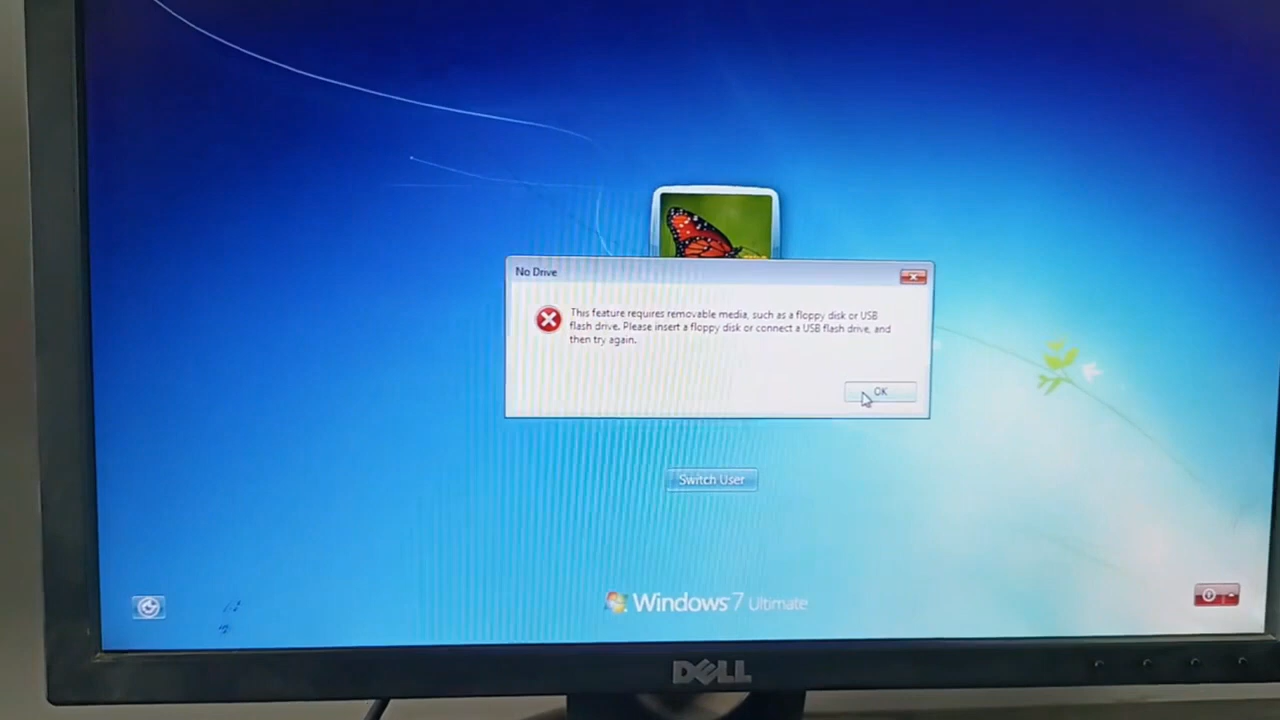 No Drive
This feature requires removable media, such as a floppy disk or USB
flash drive. Please insert a floppy disk or connect a USB flash drive, and
then try again.
OK
Switch User
Windows 7 Ultimate
DELL